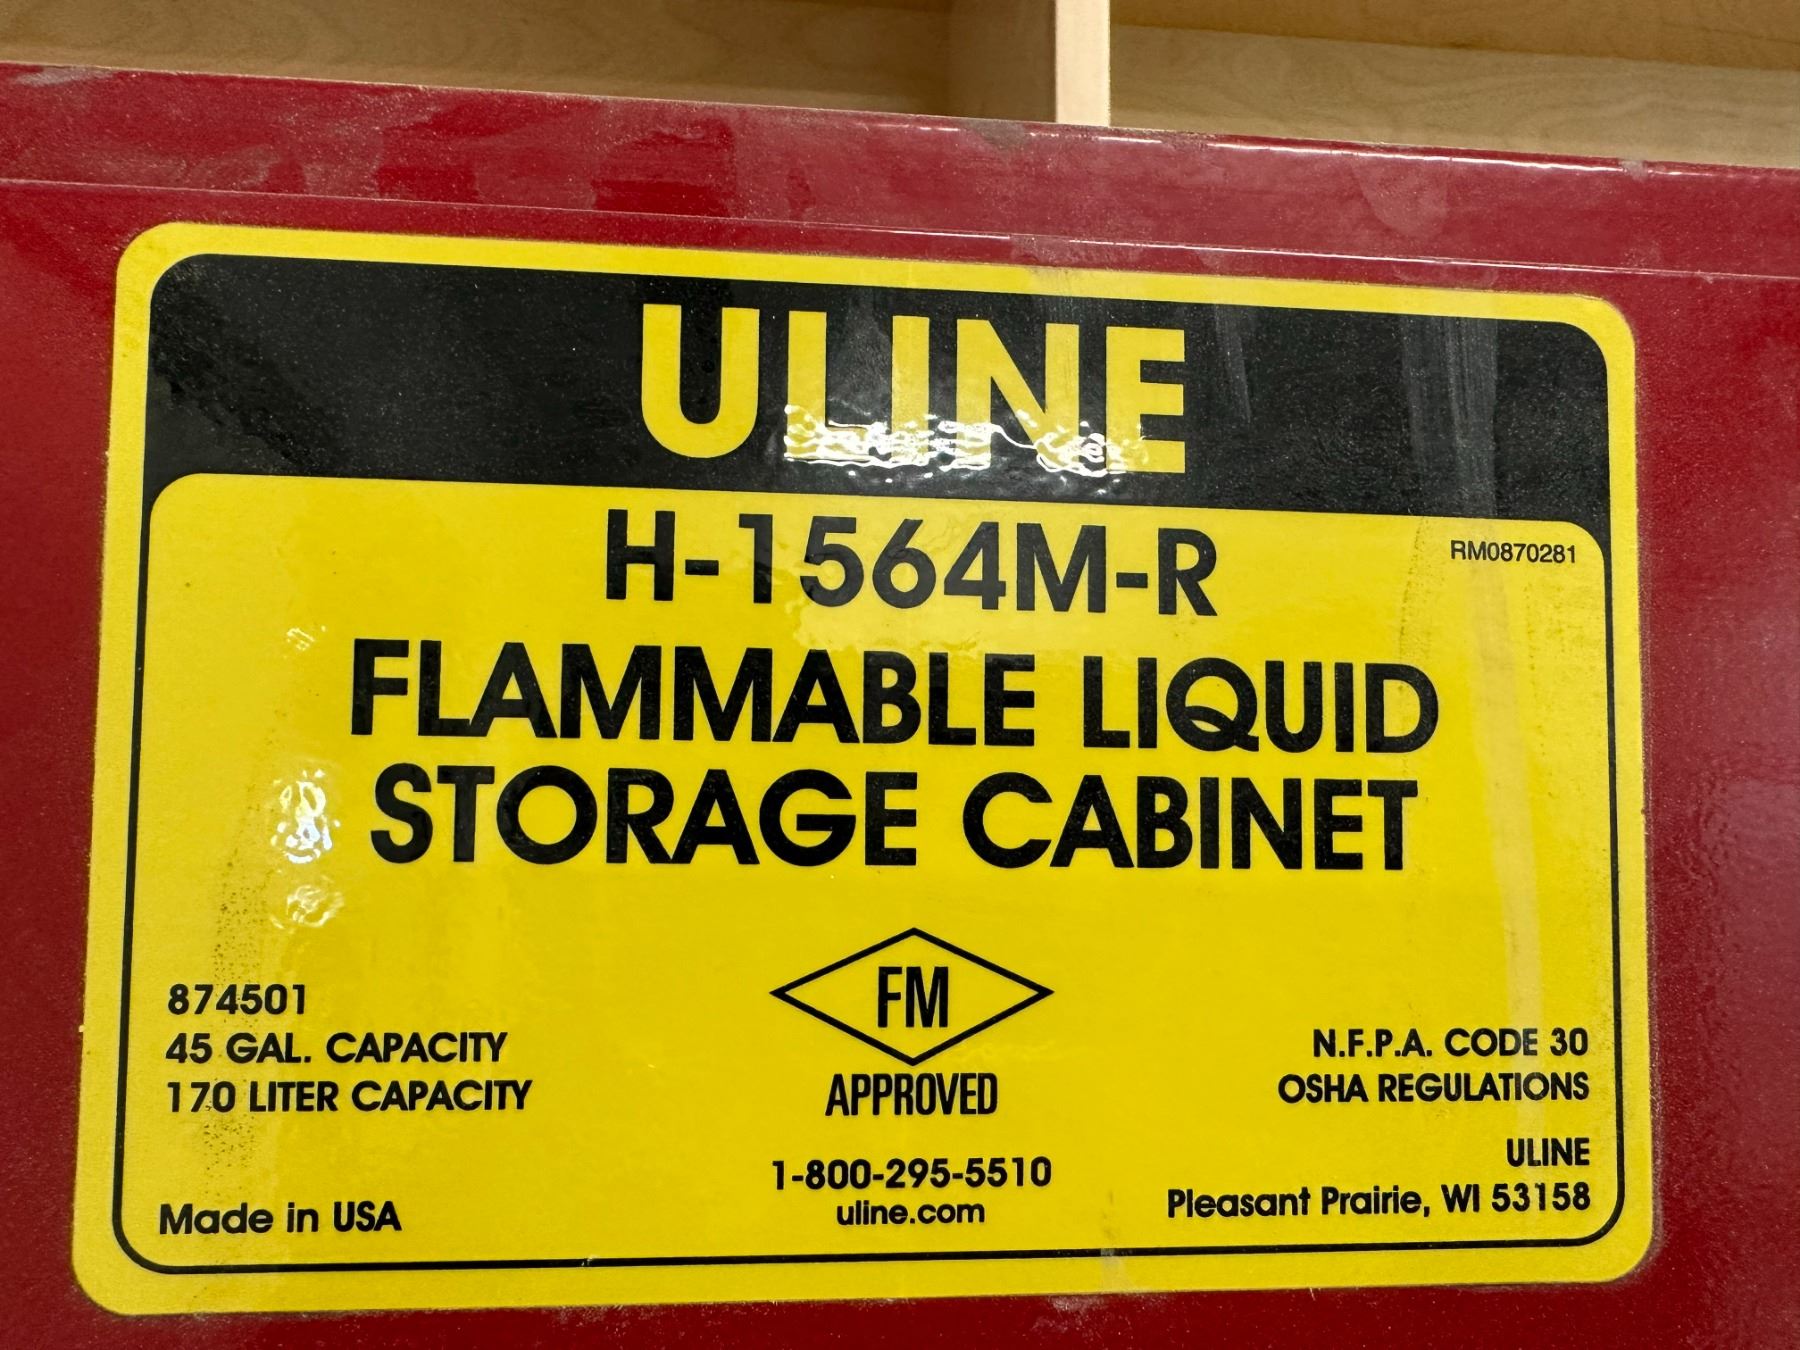 ULINE
H-1564M-R
RM0870281
FLAMMABLE LIQUID
STORAGE CABINET
874501
45 GAL. CAPACITY
170 LITER CAPACITY
Made in USA
FM
APPROVED
1-800-295-5510
uline.com
N.F.P.A. CODE 30
OSHA REGULATIONS
ULINE
Pleasant Prairie, WI 53158